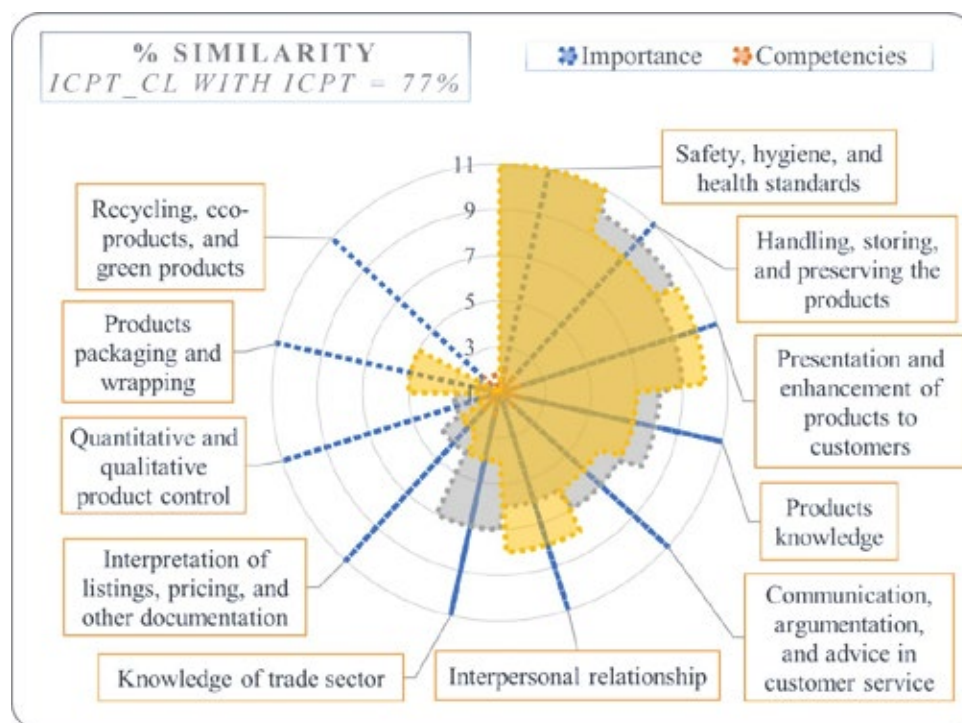 % SIMILARITY
ICPT_CL WITH ICPT = 77%
Importance
Competencies
11
9
7
5
3
1
Safety, hygiene, and
health standards
Handling, storing,
and preserving the
products
Presentation and
enhancement of
products to
customers
Products
knowledge
Communication,
argumentation,
and advice in
customer service
Interpersonal relationship
Knowledge of trade sector
Interpretation of
listings, pricing, and
other documentation
Quantitative and
qualitative
product control
Products
packaging and
wrapping
Recycling, eco-
products, and
green products